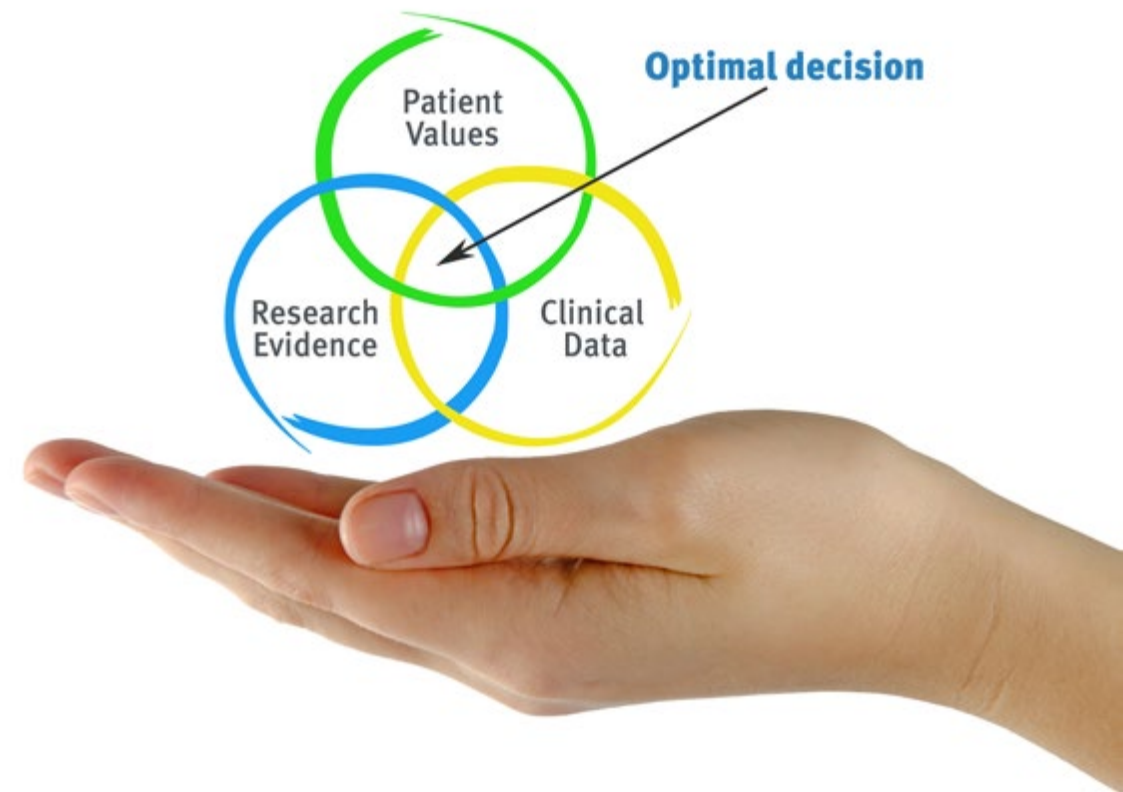 Optimal decision
Patient
Values
Research
Evidence
Clinical
Data